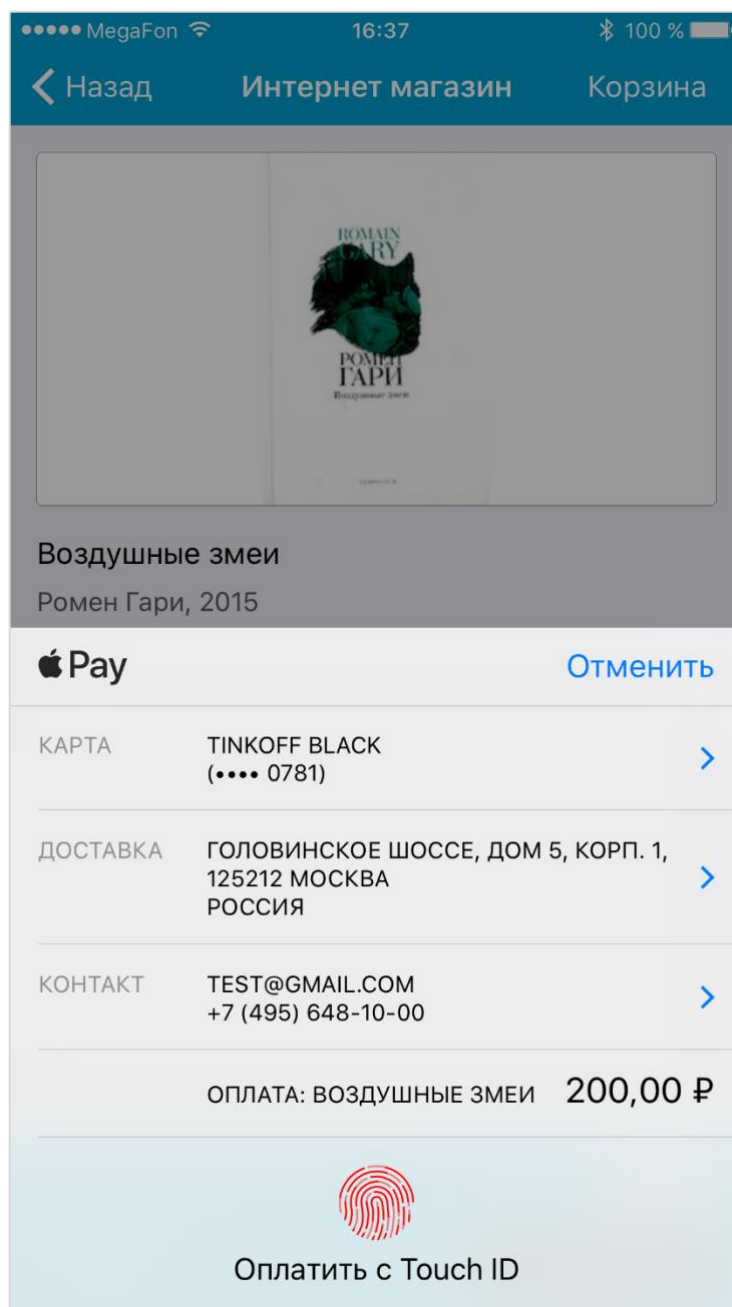 MegaFon 16:37 100 %
Назад Интернет магазин Корзина
ROMAIN
GARY
РОМЕН
ГАРИ
Воздушные змеи
Воздушные змеи
Ромен Гари, 2015
Pay Отменить
КАРТА TINKOFF BLACK
(•••• 0781)
ДОСТАВКА ГОЛОВИНСКОЕ ШОССЕ, ДОМ 5, КОРП. 1,
125212 МОСКВА
РОССИЯ
КОНТАКТ TEST@GMAIL.COM
+7 (495) 648-10-00
ОПЛАТА: ВОЗДУШНЫЕ ЗМЕИ 200,00 ₽
Оплатить с Touch ID